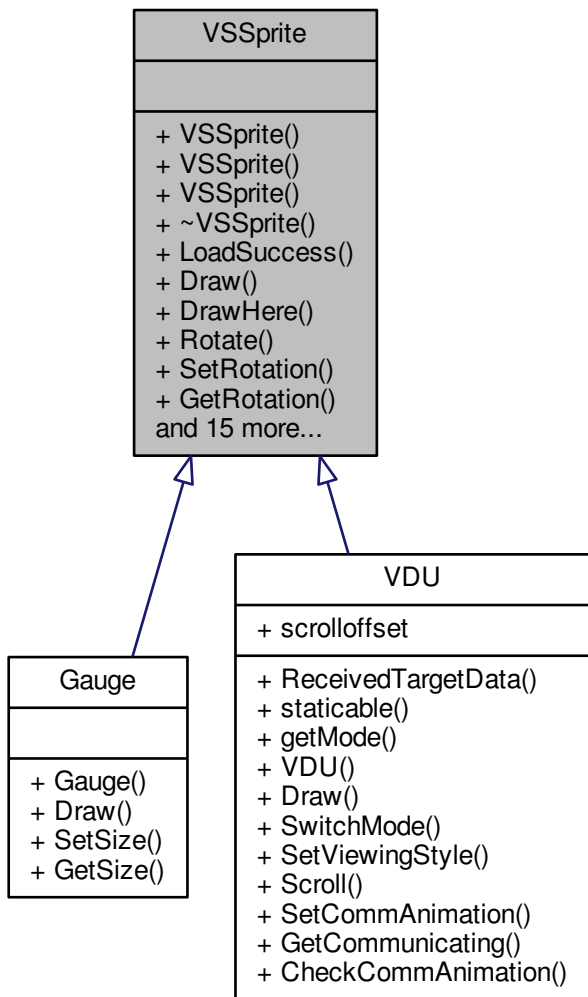 VSSprite
+ VSSprite()
+ VSSprite()
+ VSSprite()
+ ~VSSprite()
+ LoadSuccess()
+ Draw()
+ DrawHere()
+ Rotate()
+ SetRotation()
+ GetRotation()
and 15 more...
Gauge
+ Gauge()
+ Draw()
+ SetSize()
+ GetSize()
VDU
+ scrolloffset
+ ReceivedTargetData()
+ staticable()
+ getMode()
+ VDU()
+ Draw()
+ SwitchMode()
+ SetViewingStyle()
+ Scroll()
+ SetCommAnimation()
+ GetCommunicating()
+ CheckCommAnimation()